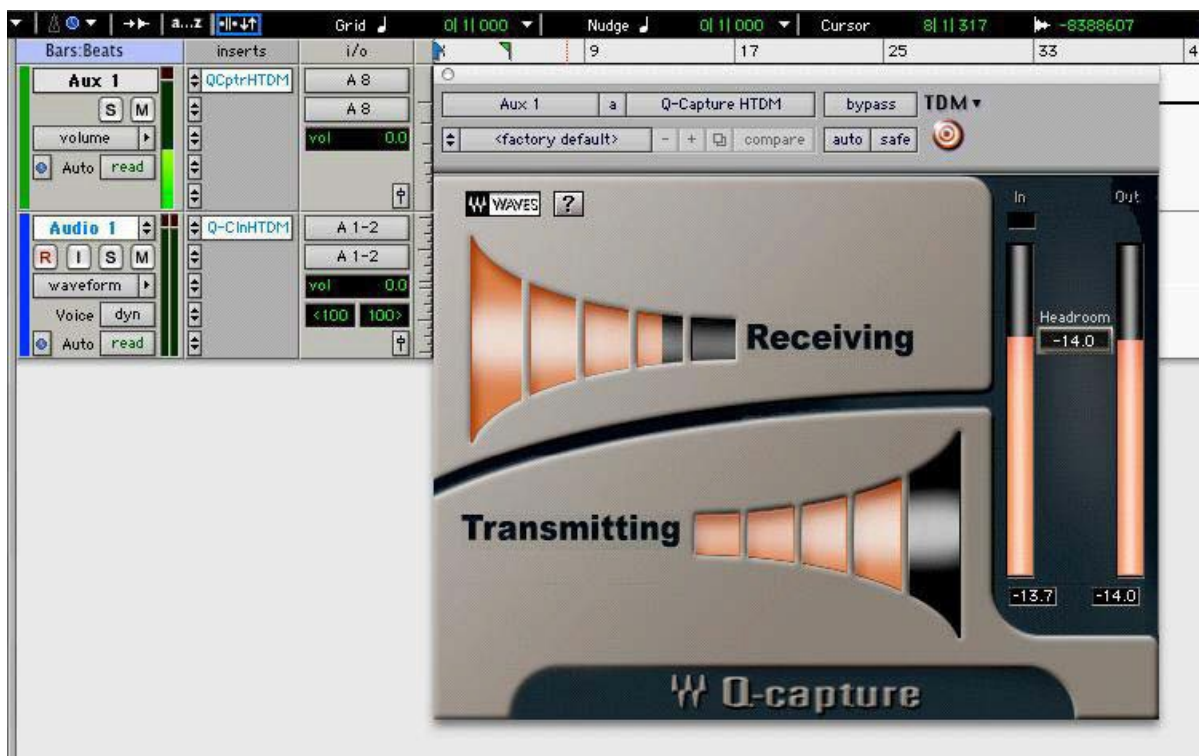 a...z Grid 0| 1| 000 Nudge 0| 1| 000 Cursor 8| 1| 317 -8388607
Bars:Beats inserts i/o 9 17 25 33 4
Aux 1 QCptrHTDM A 8
S M A 8
volume vol 0.0
Auto read
Audio 1 Q-ClnHTDM A 1-2
R I S M A 1-2
waveform vol 0.0
Voice dyn <100 100>
Auto read
Aux 1 a Q-Capture HTDM bypass TDM
<factory default> - + compare auto safe
W WAVES ?
In Out
Receiving
Headroom
-14.0
Transmitting
-13.7 -14.0
Q-capture